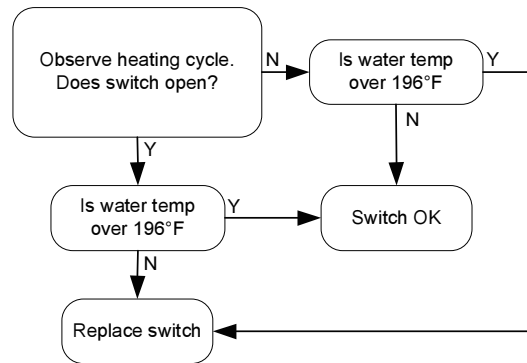 Observe heating cycle.
Does switch open?
N
Is water temp
over 196°F
Y
N
Y
Is water temp
over 196°F
Y
Switch OK
N
Replace switch